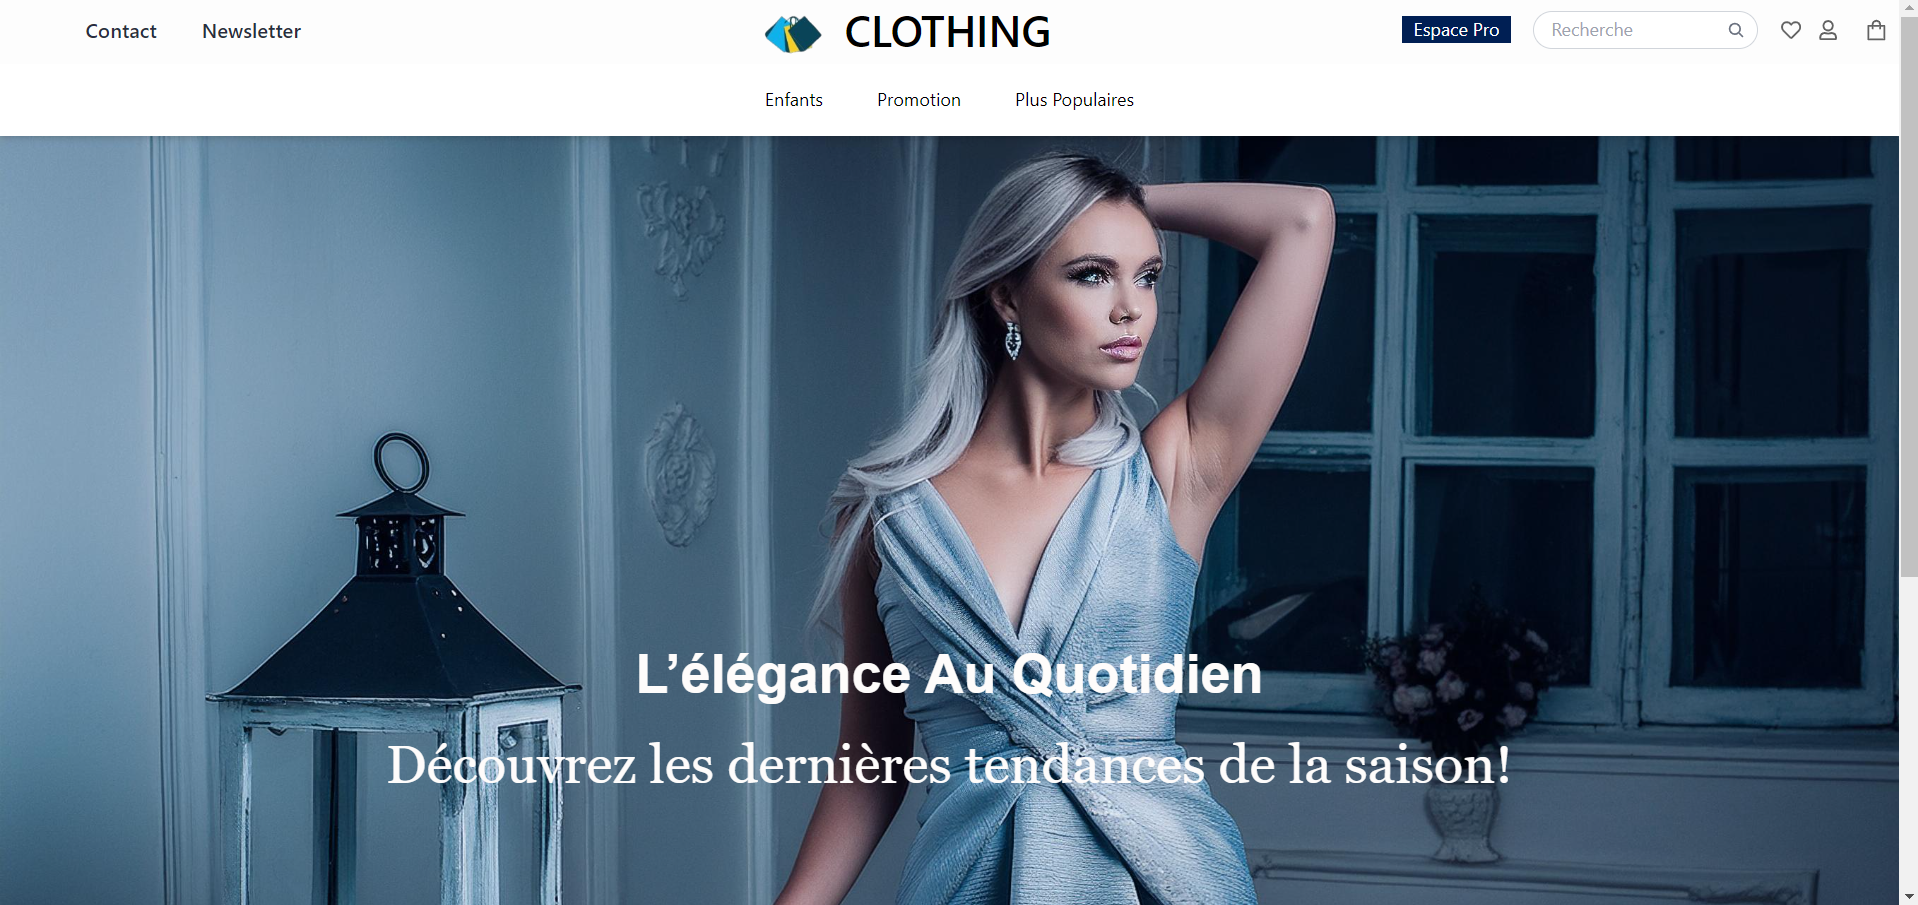 Contact Newsletter CLOTHING Espace Pro Recherche
Enfants Promotion Plus Populaires
L’élégance Au Quotidien
Découvrez les dernières tendances de la saison!